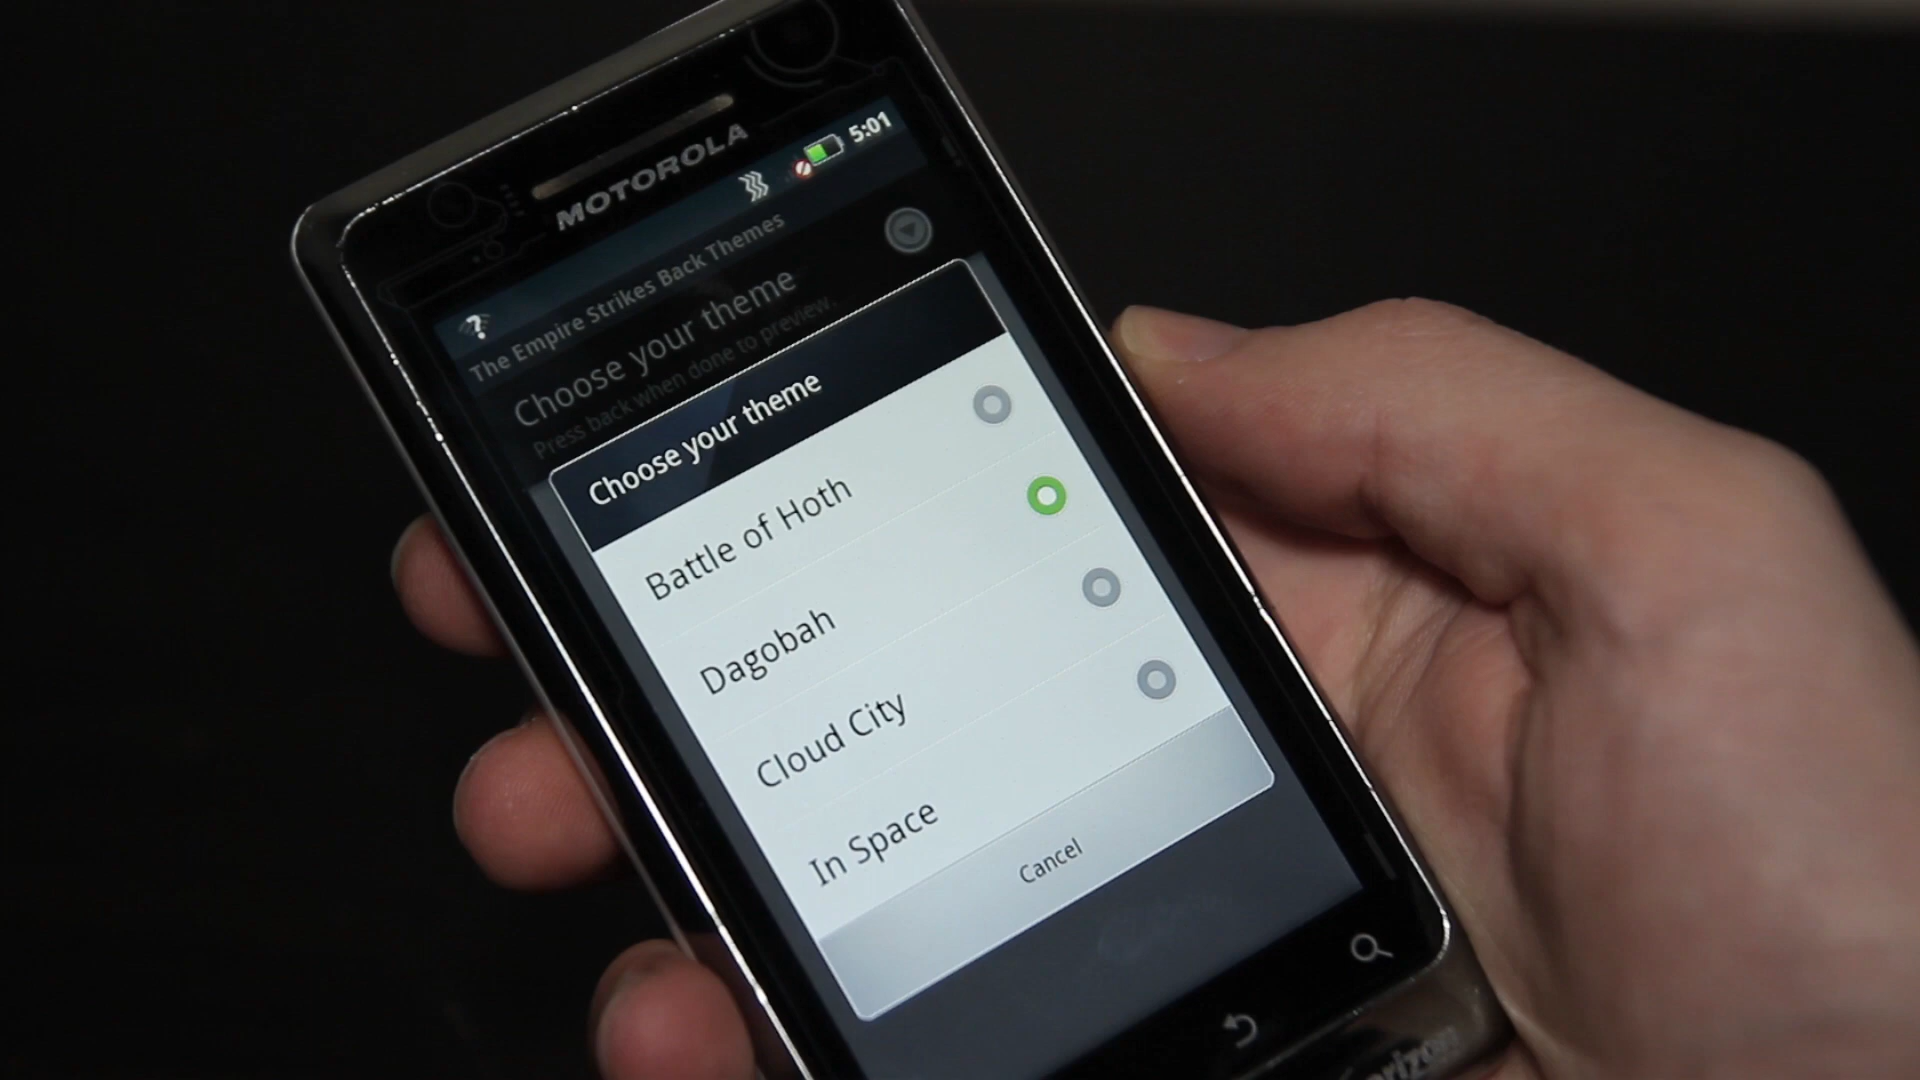 MOTOROLA
5:01
The Empire Strikes Back Themes
Choose your theme
Press back when done to preview.
Choose your theme
Battle of Hoth
Dagobah
Cloud City
In Space
Cancel